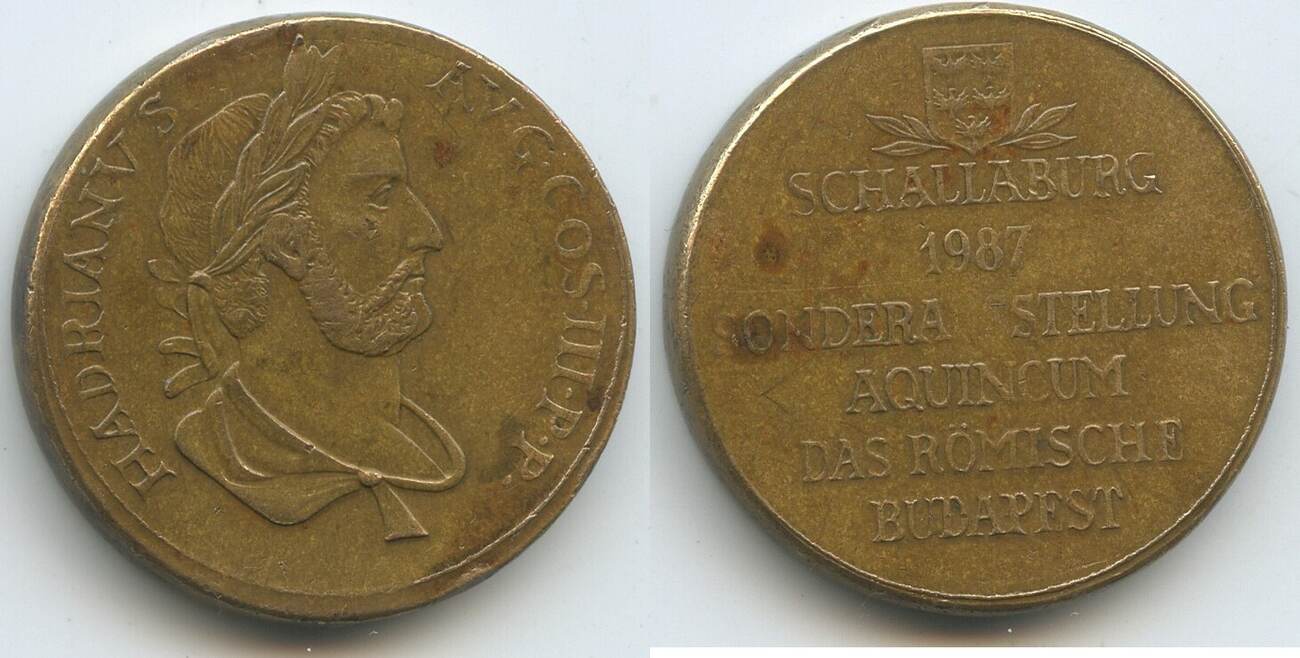 HADRIANVS AVG·COS·III·P·P·
SCHALLABURG
1987
SONDERA STELLUNG
AQUINCUM
DAS RÖMISCHE
BUDAPEST